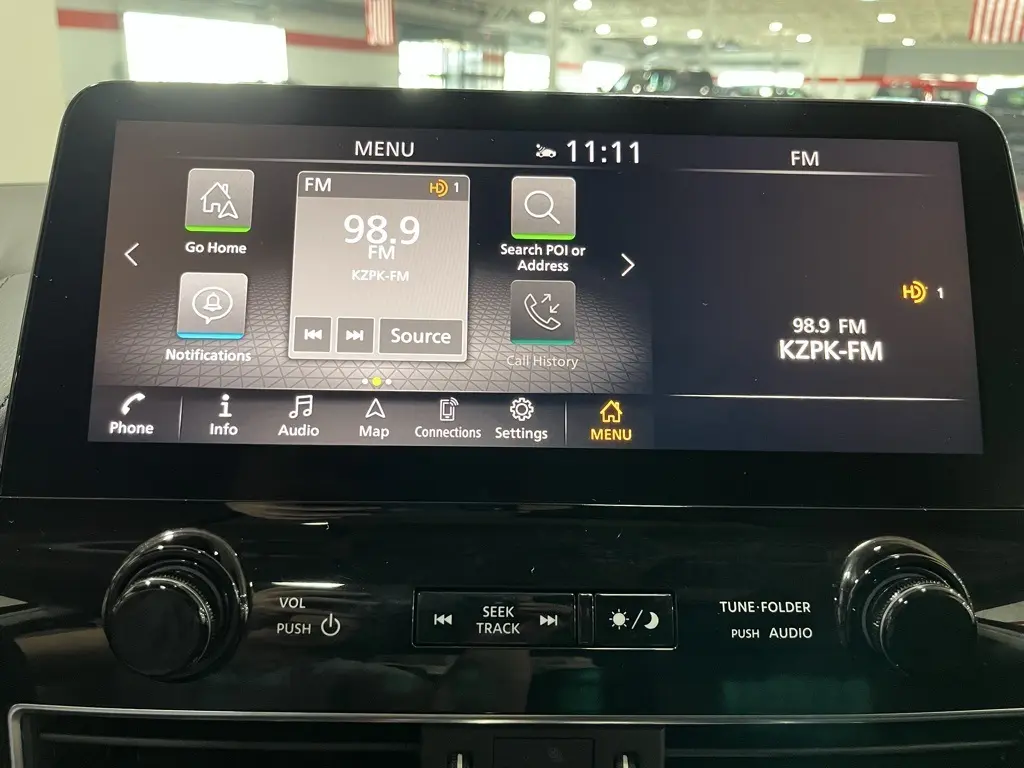 MENU
11:11
FM
Go Home
FM HD 1
98.9
FM
KZPK-FM
Source
Search POI or
Address
Notifications
Call History
HD 1
98.9 FM
KZPK-FM
Phone
Info
Audio
Map
Connections
Settings
MENU
VOL
PUSH
SEEK
TRACK
TUNE·FOLDER
PUSH AUDIO